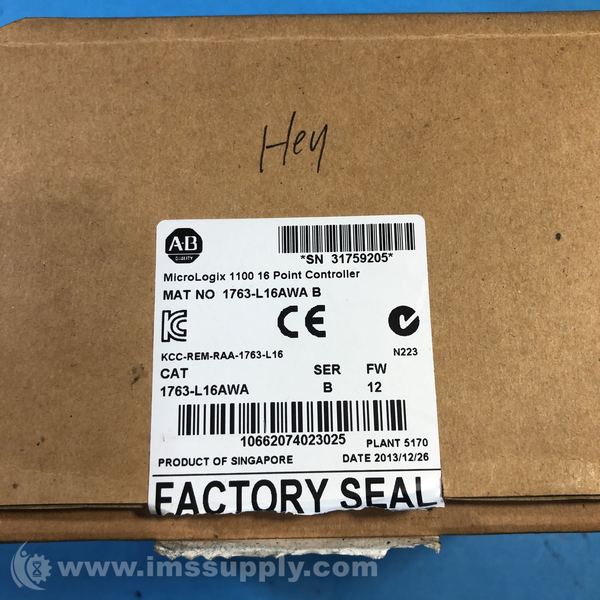 Hey
A-B
QUALITY
*SN 31759205*
MicroLogix 1100 16 Point Controller
MAT NO 1763-L16AWA B
KC
CE
KCC-REM-RAA-1763-L16
N223
CAT SER FW
1763-L16AWA B 12
10662074023025
PLANT 5170
PRODUCT OF SINGAPORE DATE 2013/12/26
FACTORY SEAL
www.imssupply.com